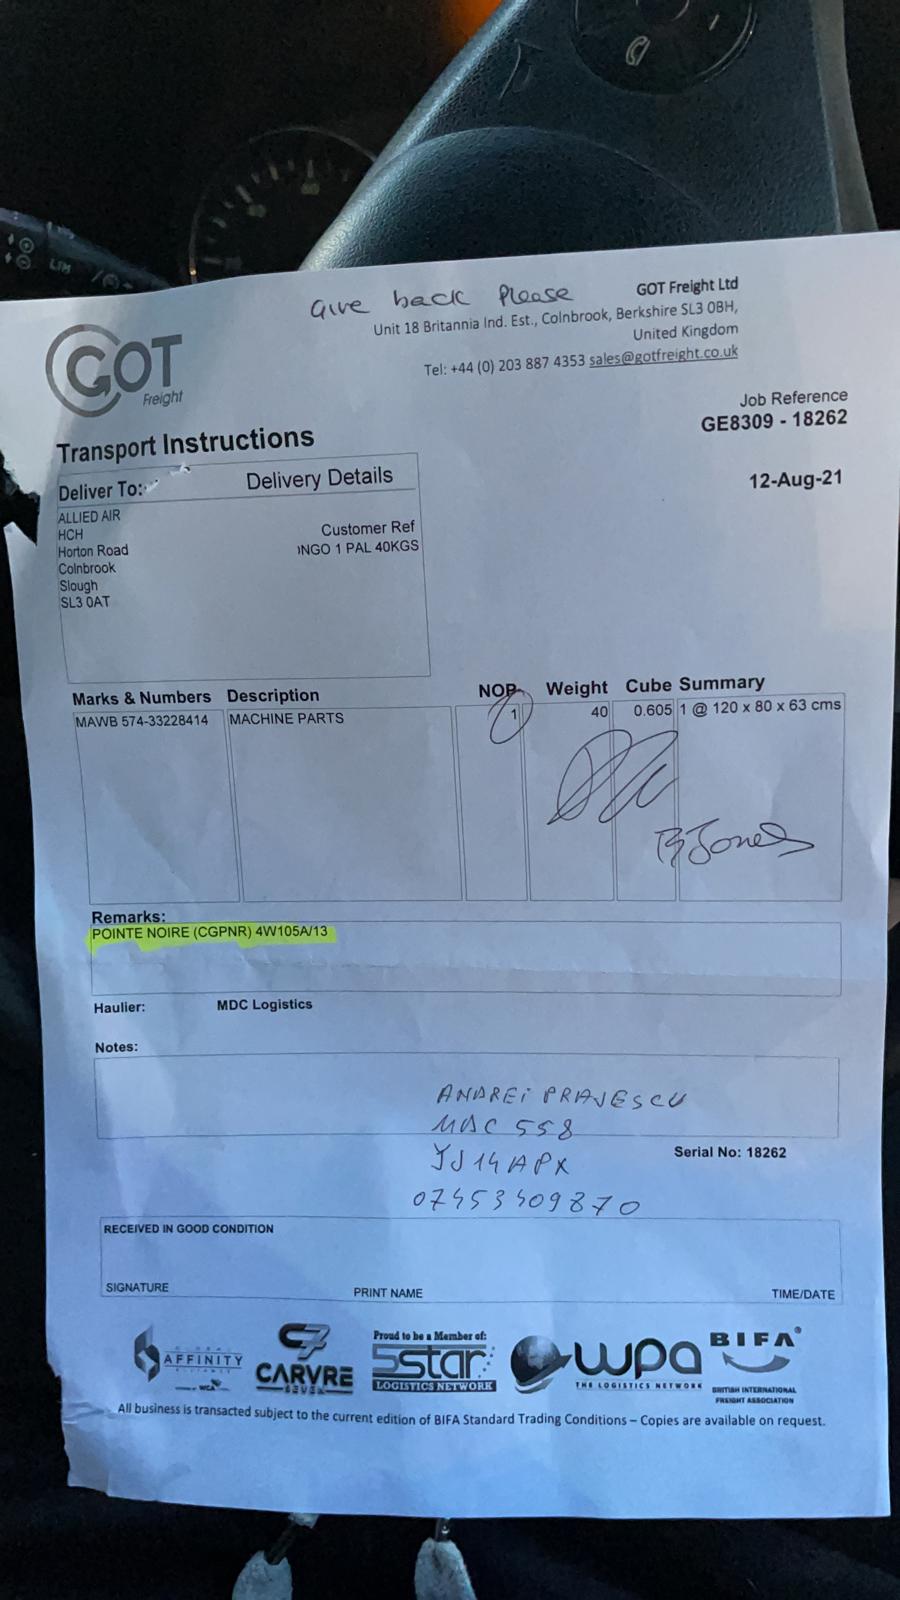 Give back Please
GOT Freight Ltd
Unit 18 Britannia Ind. Est., Colnbrook, Berkshire SL3 0BH,
United Kingdom
Tel: +44 (0) 203 887 4353 sales@gotfreight.co.uk
GOT
Freight
Job Reference
GE8309 - 18262
Transport Instructions
12-Aug-21
Deliver To: Delivery Details
ALLIED AIR
HCH
Horton Road
Colnbrook
Slough
SL3 0AT
Customer Ref
NGO 1 PAL 40KGS
Marks & Numbers Description NOP Weight Cube Summary
MAWB 574-33228414 MACHINE PARTS 1 40 0.605 1 @ 120 x 80 x 63 cms
B Jones
Remarks:
POINTE NOIRE (CGPNR) 4W105A/13
Haulier: MDC Logistics
Notes:
ANDREI PRAJESCU
MDC 558
YJ14APX
Serial No: 18262
RECEIVED IN GOOD CONDITION
SIGNATURE PRINT NAME TIME/DATE
AFFINITY
CARVRE
SEVEN
Proud to be a Member of:
5star
LOGISTICS NETWORK
wpa
THE LOGISTICS NETWORK
BIFA
BRITISH INTERNATIONAL
FREIGHT ASSOCIATION
All business is transacted subject to the current edition of BIFA Standard Trading Conditions – Copies are available on request.